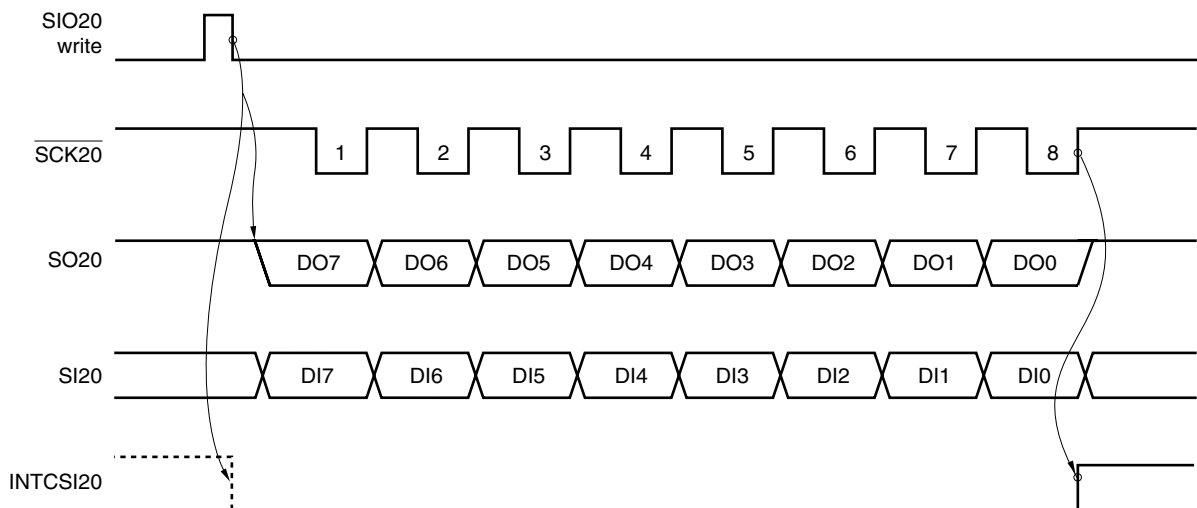 SIO20
write
SCK20
1 2 3 4 5 6 7 8
SO20
DO7 DO6 DO5 DO4 DO3 DO2 DO1 DO0
SI20
DI7 DI6 DI5 DI4 DI3 DI2 DI1 DI0
INTCSI20